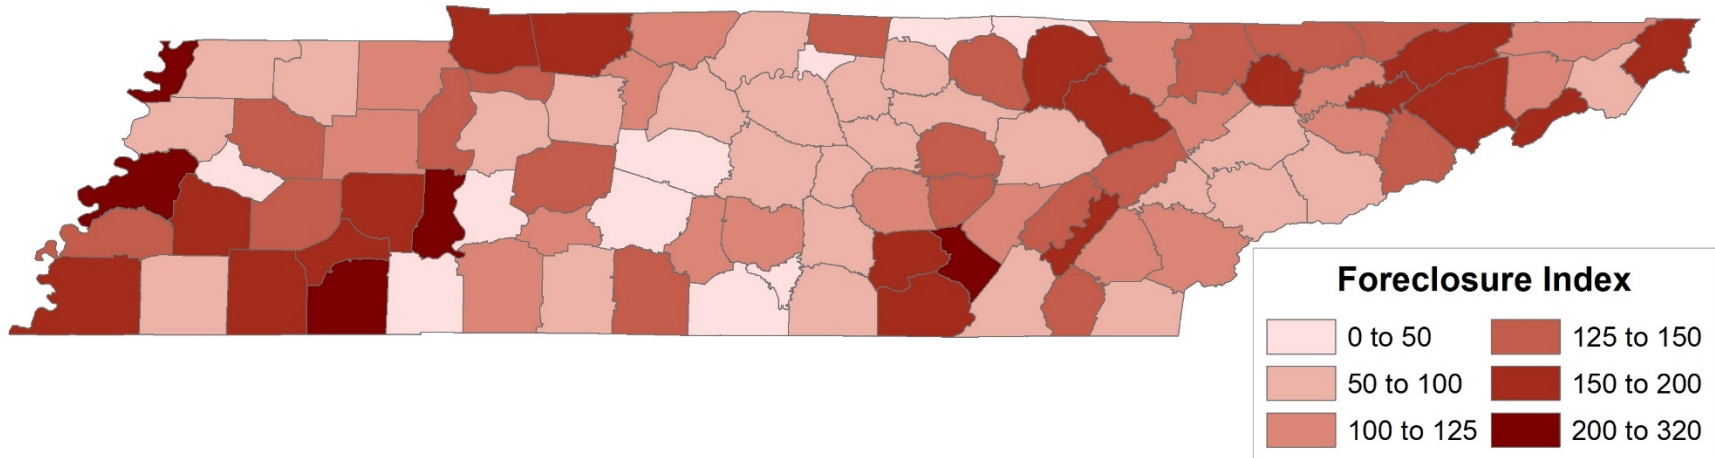 Foreclosure Index
0 to 50
50 to 100
100 to 125
125 to 150
150 to 200
200 to 320